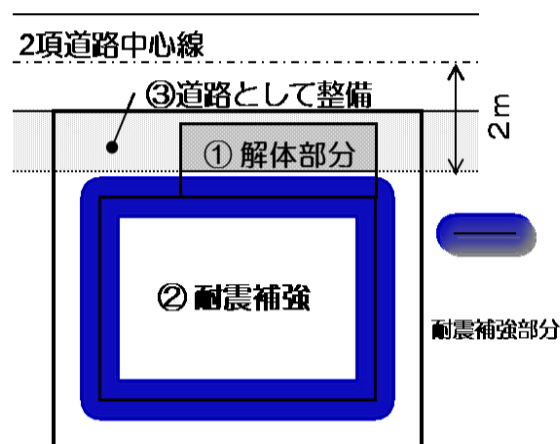 2項道路中心線
③道路として整備
2m
①解体部分
②耐震補強
耐震補強部分